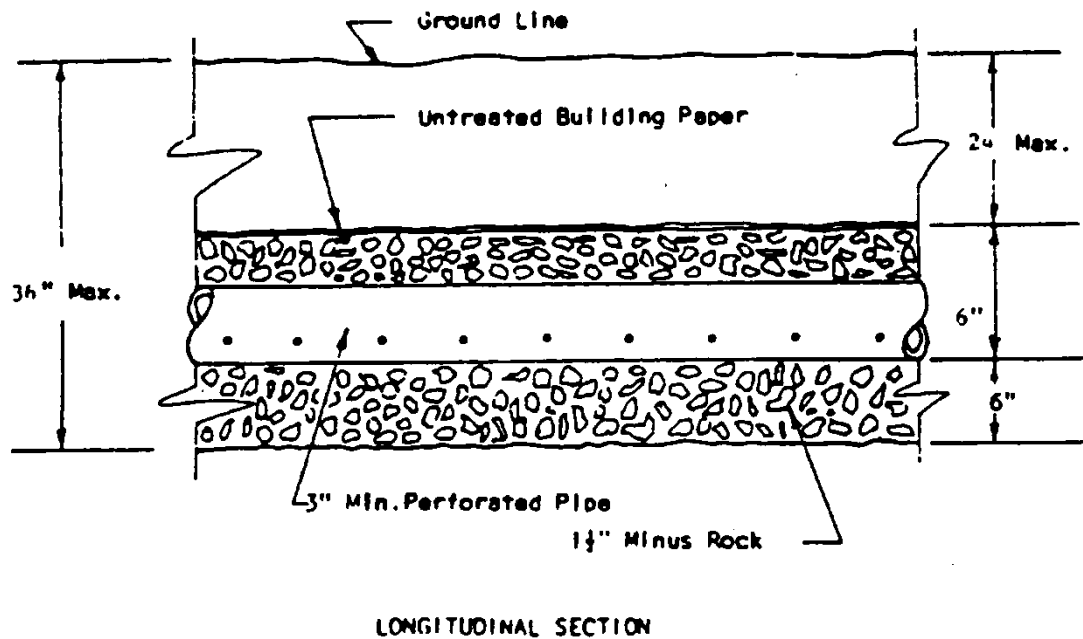 Ground Line
Untreated Building Paper
24 Max.
36" Max.
6"
6"
3" Min. Perforated Pipe
1½" Minus Rock
LONGITUDINAL SECTION